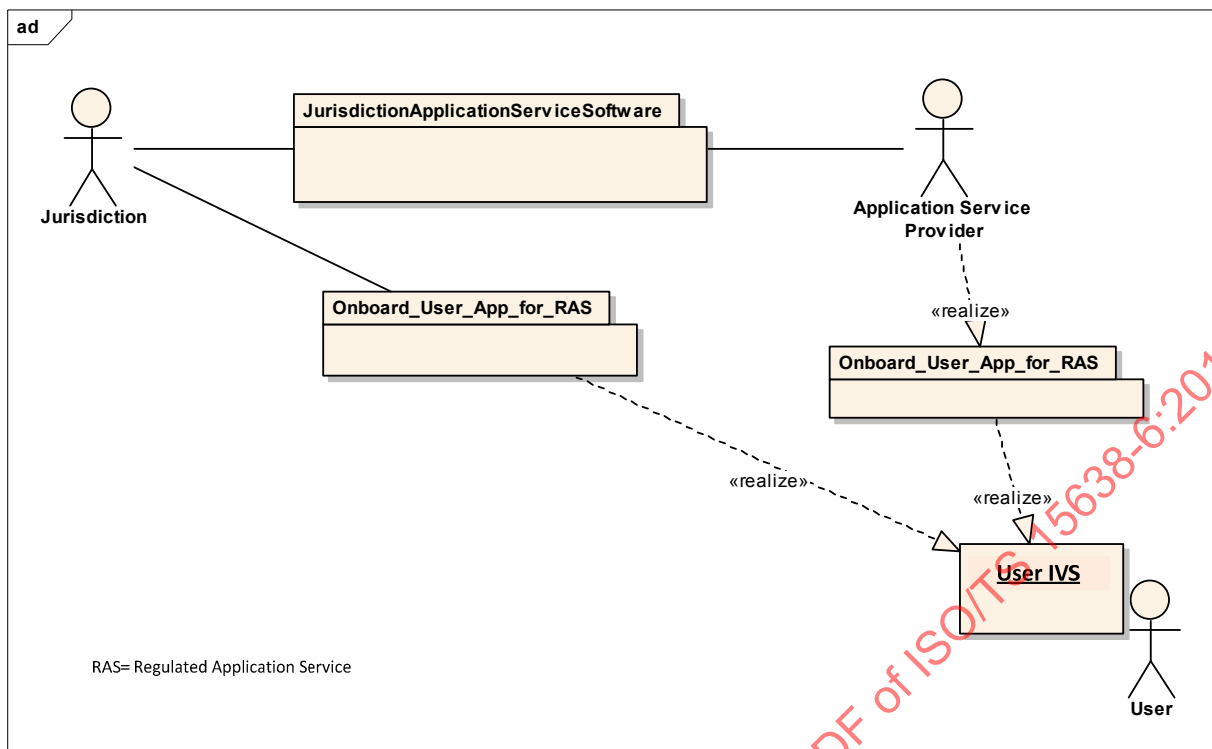 ad
JurisdictionApplicationServiceSoftware
Jurisdiction
Application Service
Provider
Onboard_User_App_for_RAS
«realize»
Onboard_User_App_for_RAS
«realize»
«realize»
User IVS
RAS= Regulated Application Service
User
DF of ISO/TS 15638-6:201